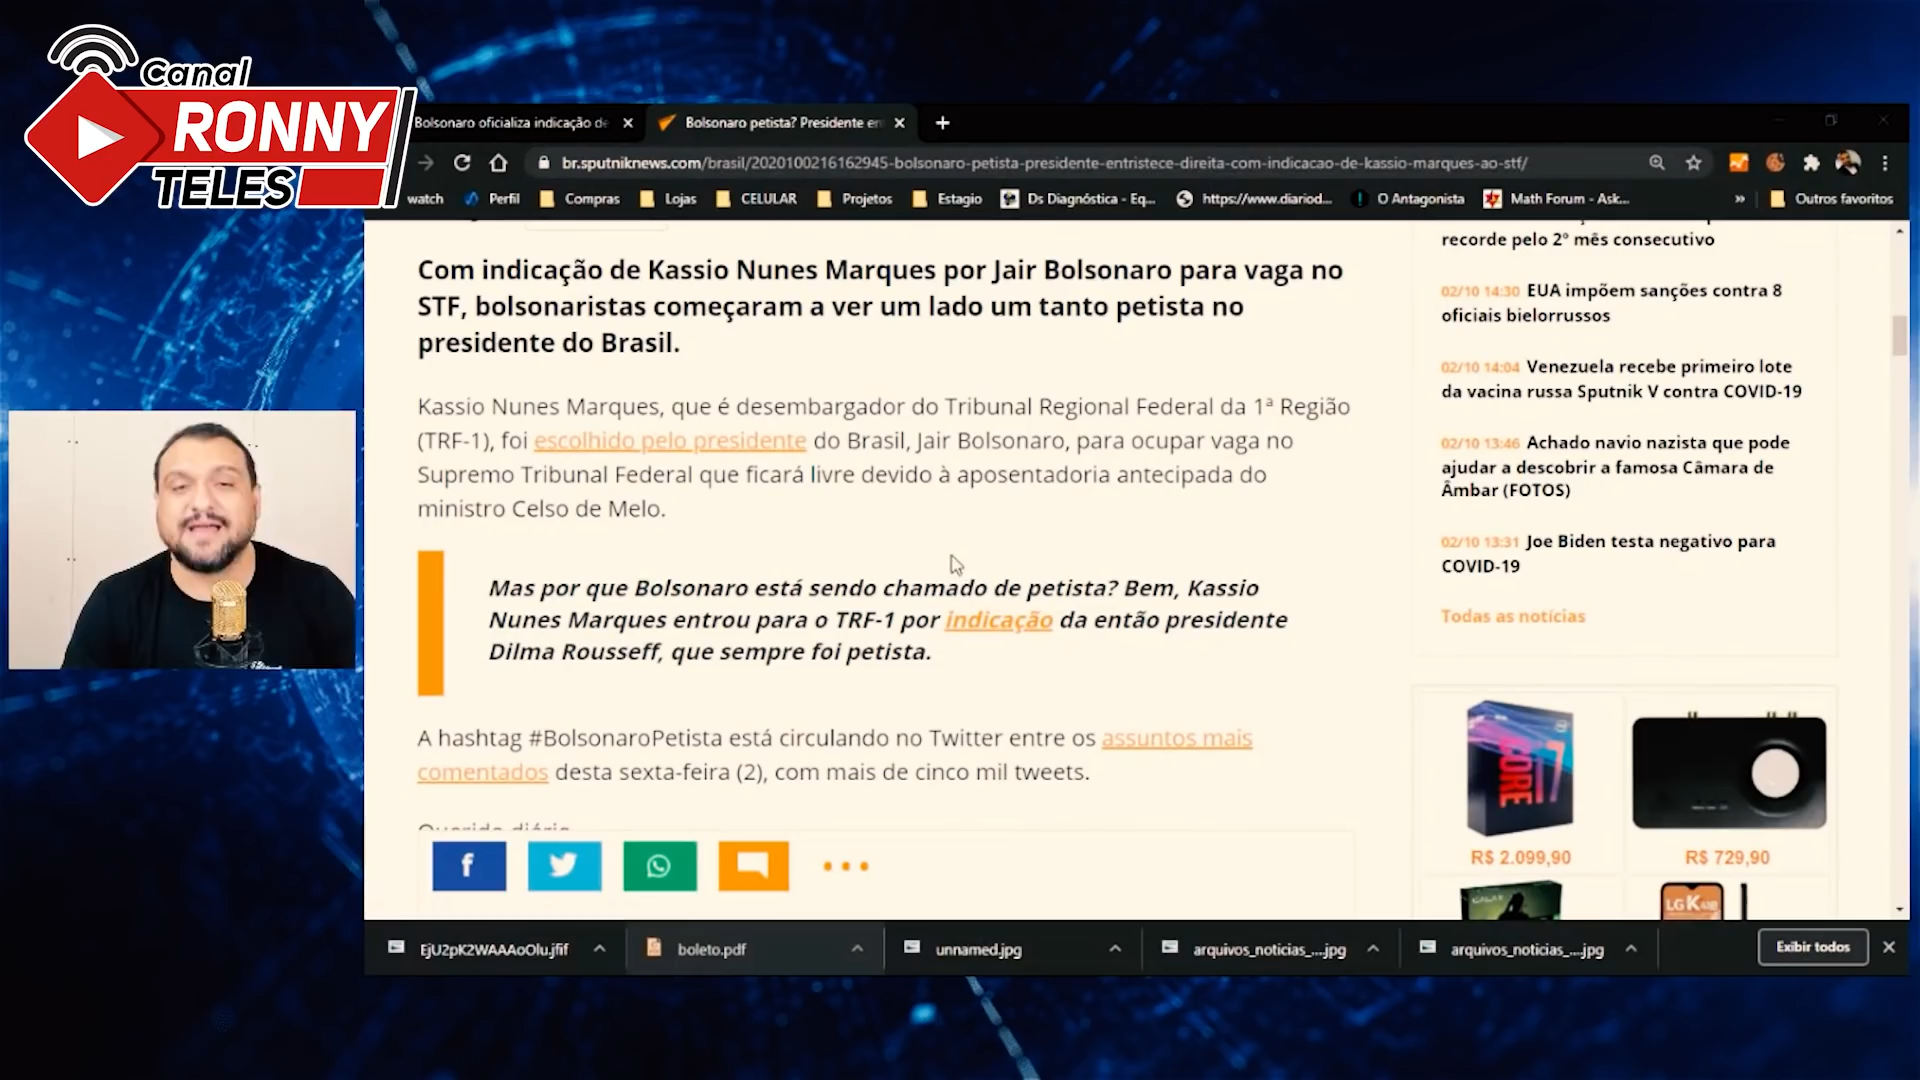 Canal
RONNY
TELES
Bolsonaro oficializa indicação de
Bolsonaro petista? Presidente en
br.sputniknews.com/brasil/2020100216162945-bolsonaro-petista-presidente-entristece-direita-com-indicacao-de-kassio-marques-ao-stf/
watch
Perfil
Compras
Lojas
CELULAR
Projetos
Estagio
Ds Diagnóstica - Eq...
https://www.diariod...
O Antagonista
Math Forum - Ask...
»
Outros favoritos
Com indicação de Kassio Nunes Marques por Jair Bolsonaro para vaga no
STF, bolsonaristas começaram a ver um lado um tanto petista no
presidente do Brasil.
Kassio Nunes Marques, que é desembargador do Tribunal Regional Federal da 1ª Região
(TRF-1), foi escolhido pelo presidente do Brasil, Jair Bolsonaro, para ocupar vaga no
Supremo Tribunal Federal que ficará livre devido à aposentadoria antecipada do
ministro Celso de Melo.
Mas por que Bolsonaro está sendo chamado de petista? Bem, Kassio
Nunes Marques entrou para o TRF-1 por indicação da então presidente
Dilma Rousseff, que sempre foi petista.
A hashtag #BolsonaroPetista está circulando no Twitter entre os assuntos mais
comentados desta sexta-feira (2), com mais de cinco mil tweets.
Querido diário
recorde pelo 2º mês consecutivo
02/10 14:30 EUA impõem sanções contra 8
oficiais bielorrussos
02/10 14:04 Venezuela recebe primeiro lote
da vacina russa Sputnik V contra COVID-19
02/10 13:46 Achado navio nazista que pode
ajudar a descobrir a famosa Câmara de
Âmbar (FOTOS)
02/10 13:31 Joe Biden testa negativo para
COVID-19
Todas as notícias
CORE i7
R$ 2.099,90
R$ 729,90
LG K
EjU2pK2WAAAoOlu.jfif
boleto.pdf
unnamed.jpg
arquivos_noticias_....jpg
arquivos_noticias_....jpg
Exibir todos